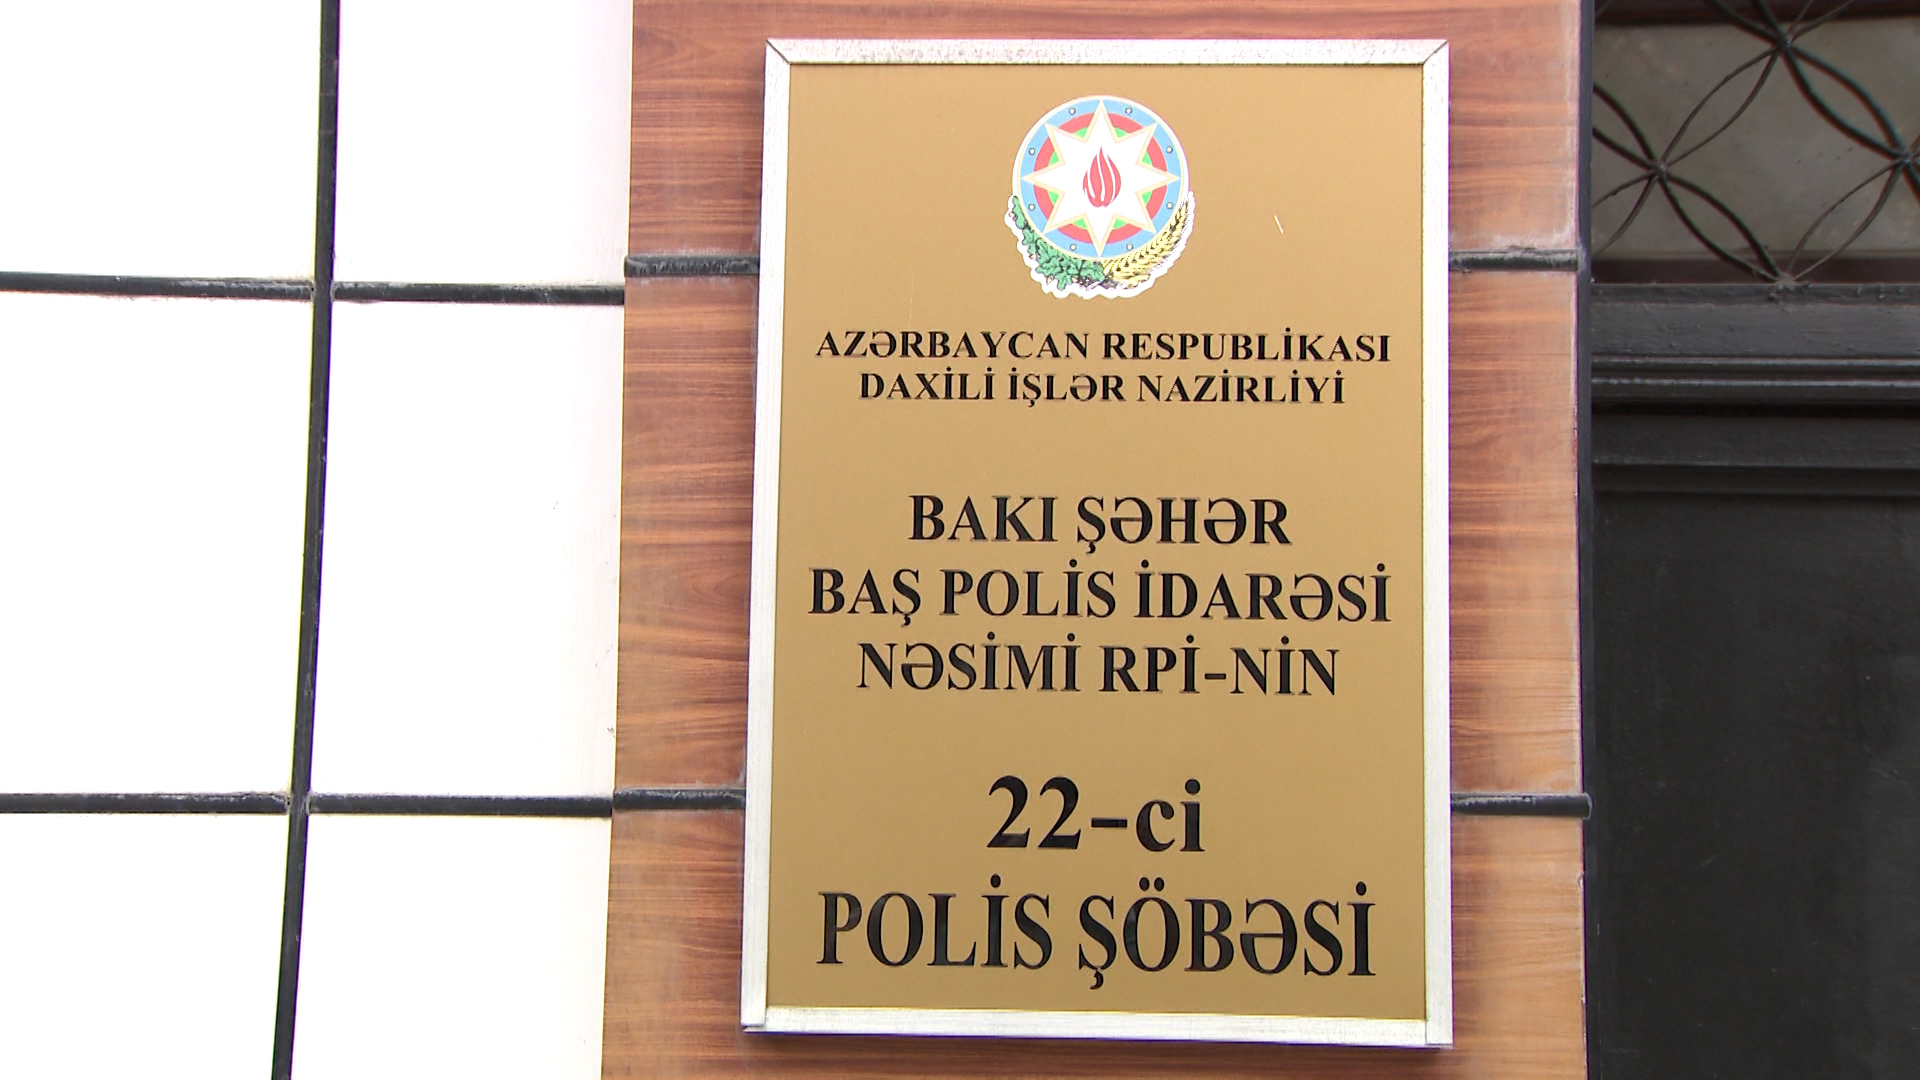 AZƏRBAYCAN RESPUBLİKASI
DAXİLİ İŞLƏR NAZİRLİYİ
BAKI ŞƏHƏR
BAŞ POLİS İDARƏSİ
NƏSİMİ RPİ-NİN
22-ci
POLİS ŞÖBƏSİ